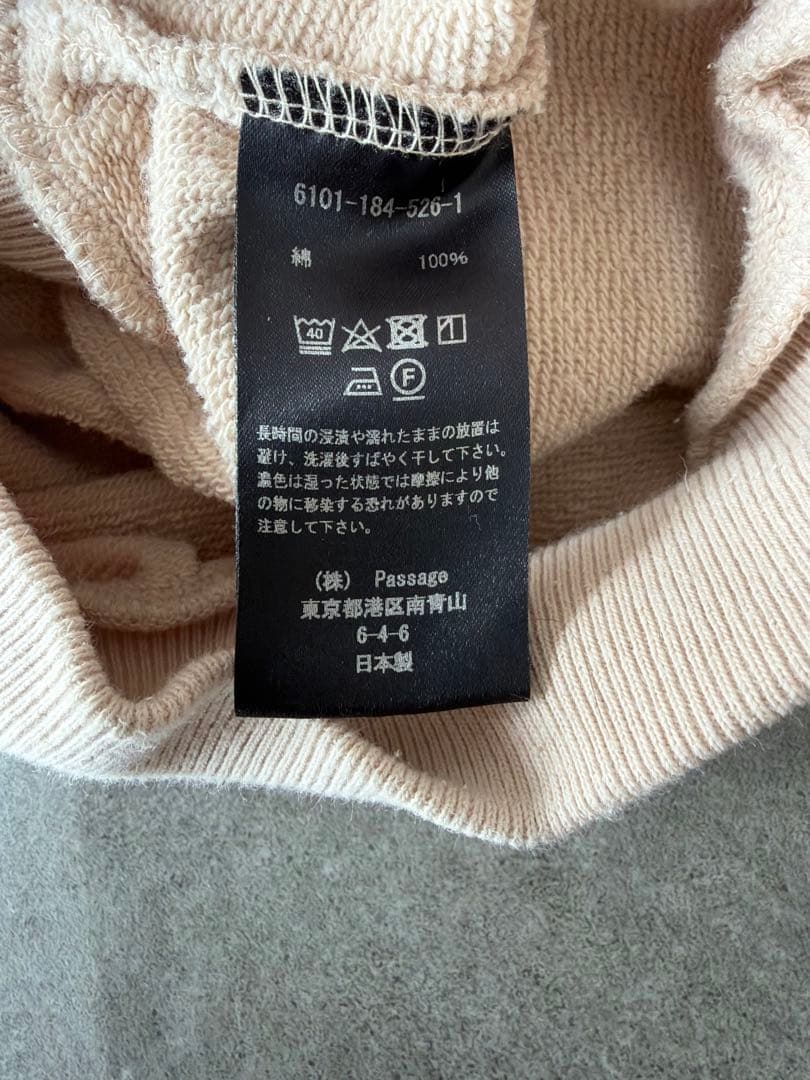 6101-184-526-1
綿 100%
40
F
長時間の浸漬や濡れたままの放置は
避け、洗濯後すばやく干して下さい。
濃色は湿った状態では摩擦により他
の物に移染する恐れがありますので
注意して下さい。
(株) Passage
東京都港区南青山
6-4-6
日本製